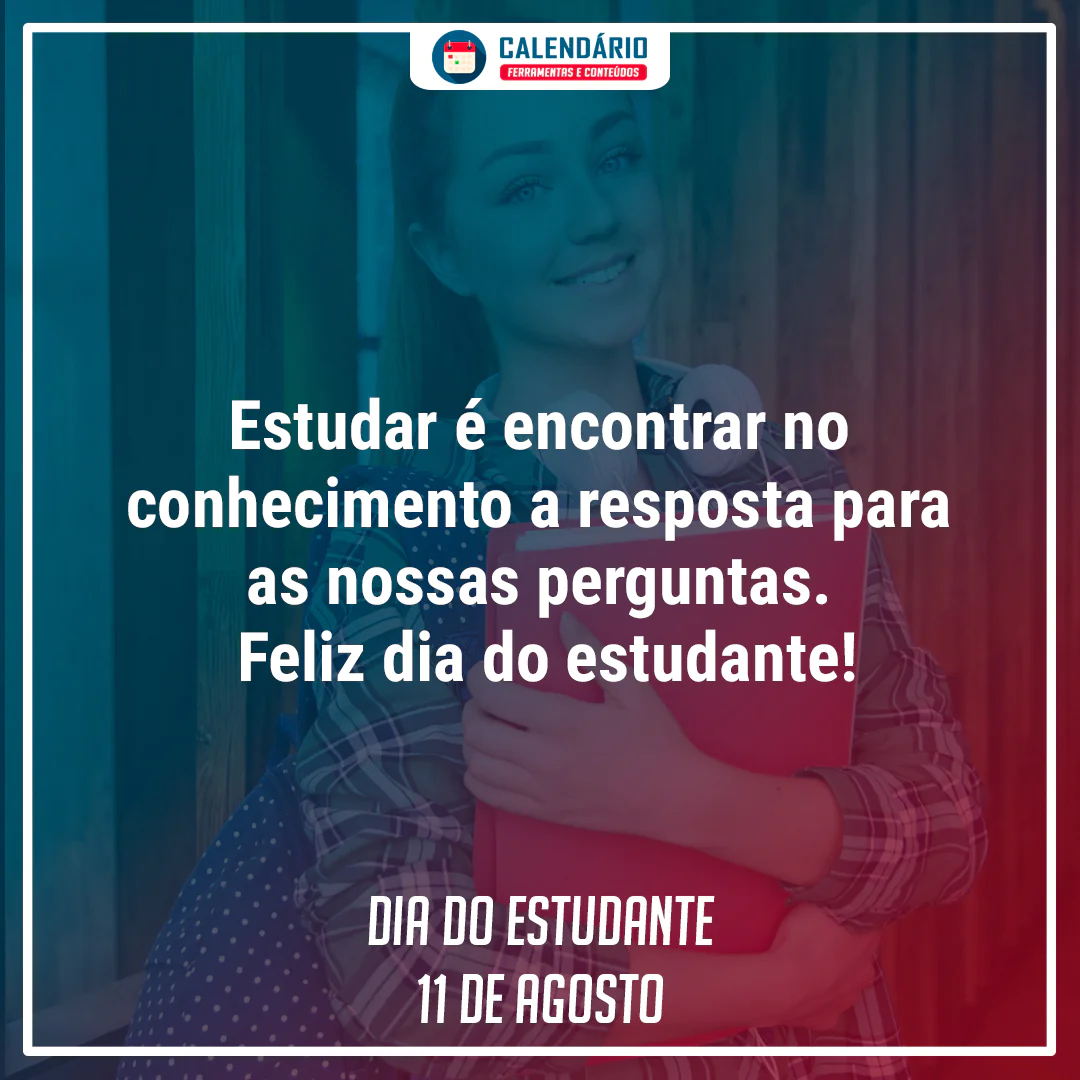 CALENDÁRIO
FERRAMENTAS E CONTEÚDOS
Estudar é encontrar no
conhecimento a resposta para
as nossas perguntas.
Feliz dia do estudante!
DIA DO ESTUDANTE
11 DE AGOSTO